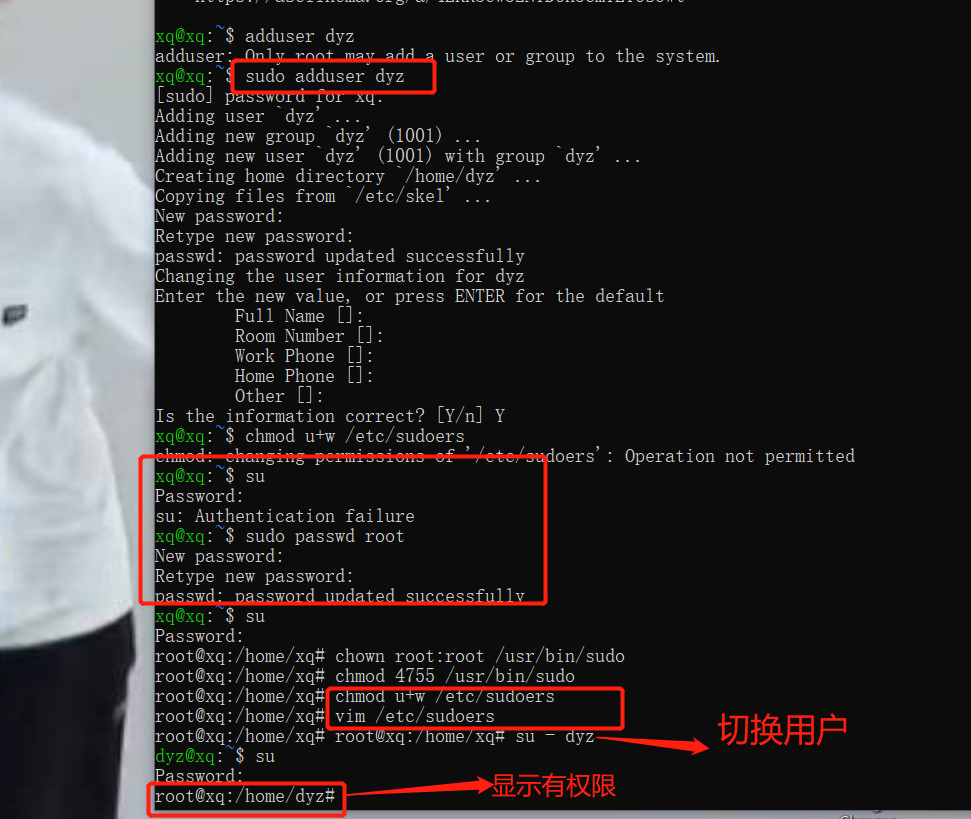 xq@xq:~$ adduser dyz
adduser: Only root may add a user or group to the system.
xq@xq:~$ sudo adduser dyz
[sudo] password for xq:
Adding user `dyz' ...
Adding new group `dyz' (1001) ...
Adding new user `dyz' (1001) with group `dyz' ...
Creating home directory `/home/dyz' ...
Copying files from `/etc/skel' ...
New password:
Retype new password:
passwd: password updated successfully
Changing the user information for dyz
Enter the new value, or press ENTER for the default
Full Name []:
Room Number []:
Work Phone []:
Home Phone []:
Other []:
Is the information correct? [Y/n] Y
xq@xq:~$ chmod u+w /etc/sudoers
chmod: changing permissions of '/etc/sudoers': Operation not permitted
xq@xq:~$ su
Password:
su: Authentication failure
xq@xq:~$ sudo passwd root
New password:
Retype new password:
passwd: password updated successfully
xq@xq:~$ su
Password:
root@xq:/home/xq# chown root:root /usr/bin/sudo
root@xq:/home/xq# chmod 4755 /usr/bin/sudo
root@xq:/home/xq# chmod u+w /etc/sudoers
root@xq:/home/xq# vim /etc/sudoers
root@xq:/home/xq# root@xq:/home/xq# su - dyz
切换用户
dyz@xq:~$ su
Password:
root@xq:/home/dyz#
显示有权限